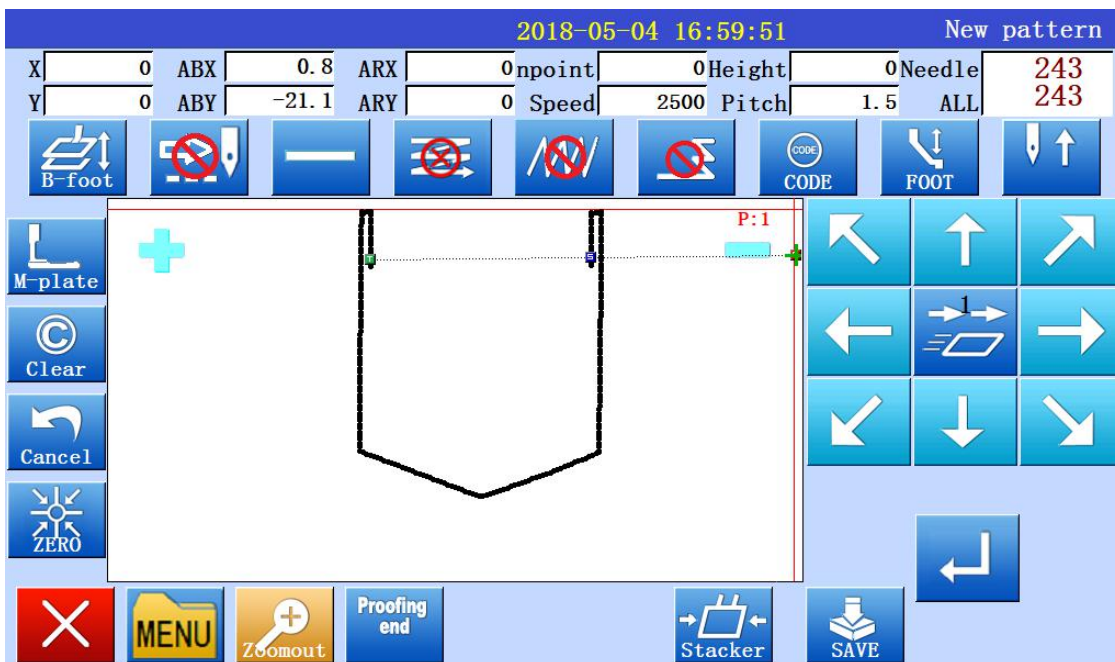 2018-05-04 16:59:51 New pattern
X 0 ABX 0.8 ARX 0 npoint 0 Height 0 Needle 243
Y 0 ABY -21.1 ARY 0 Speed 2500 Pitch 1.5 ALL 243
B-foot CODE CODE FOOT
P:1
M-plate
1
T S
C
Clear
Cancel
ZERO
MENU Zoomout Proofing end Stacker SAVE